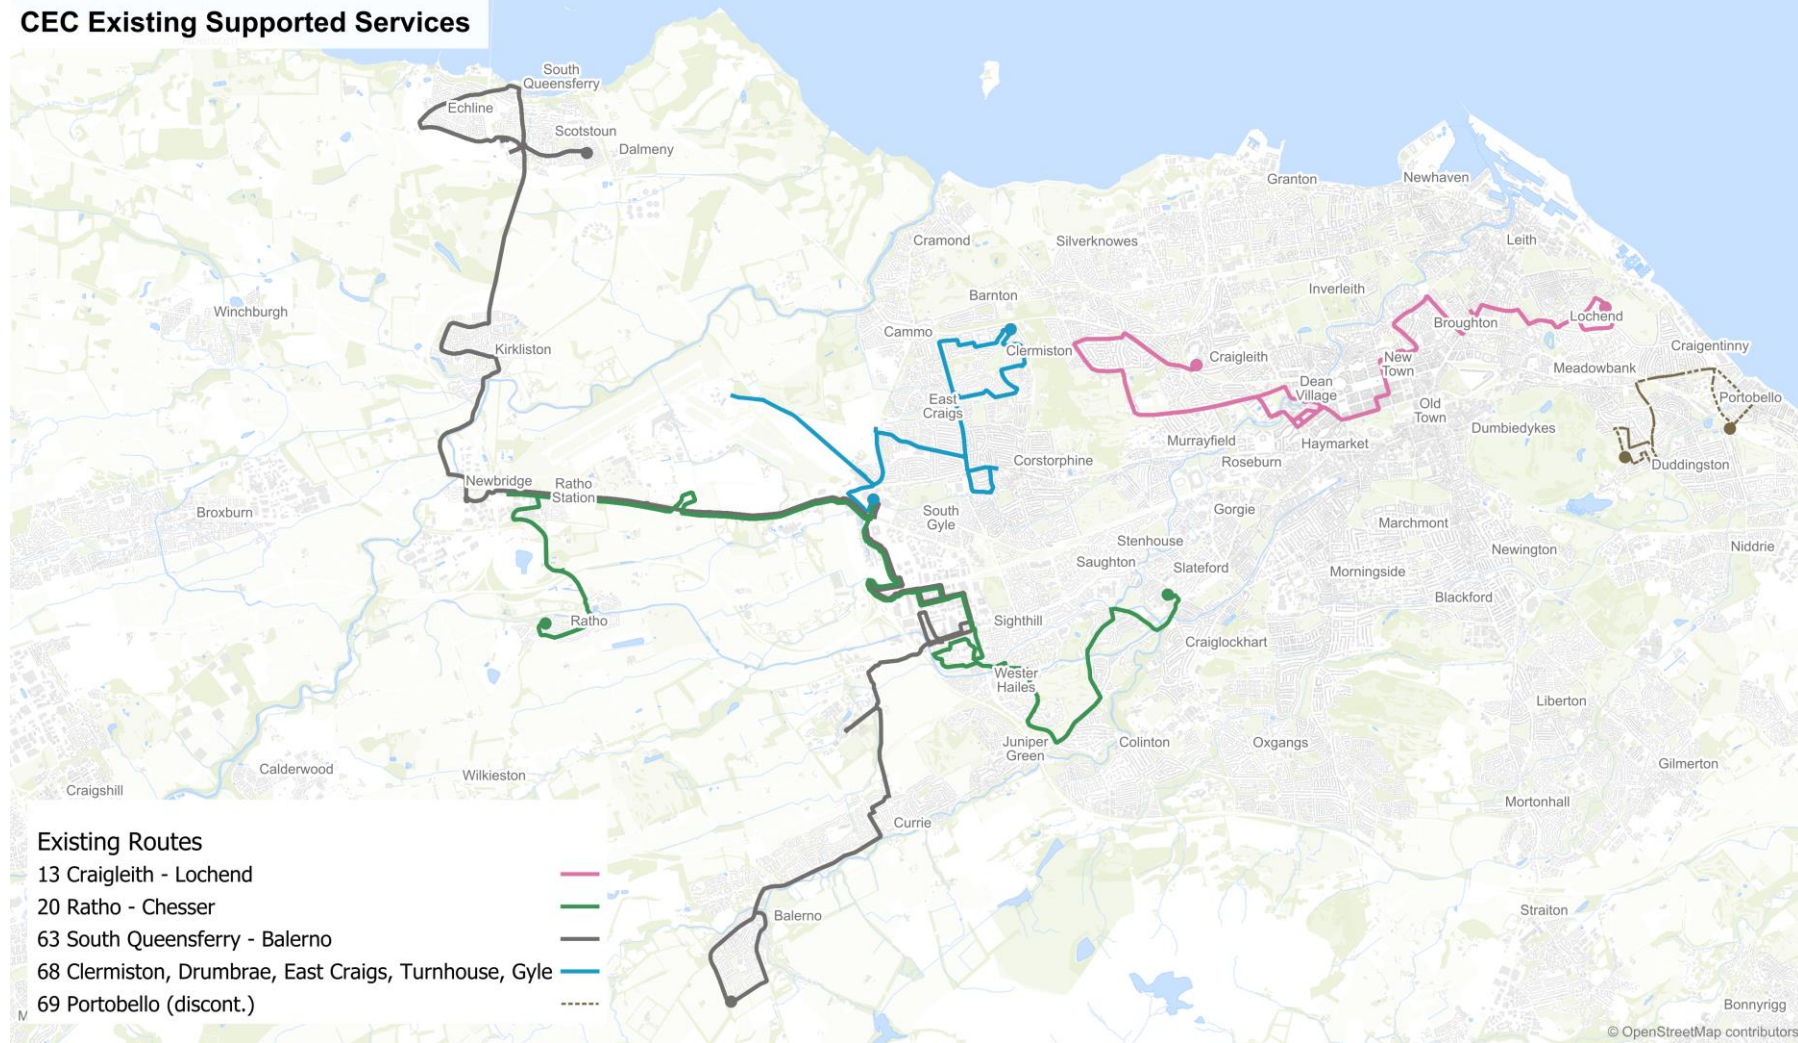 CEC Existing Supported Services
South
Queensferry
Echline
Scotstoun
Dalmeny
Granton
Newhaven
Cramond
Silverknowes
Leith
Barnton
Inverleith
Winchburgh
Cammo
Broughton
Lochend
Kirkliston
Clermiston
Craigleith
New
Town
Craigentinny
Meadowbank
Dean
Village
East
Craigs
Old
Town
Portobello
Dumbiedykes
Murrayfield
Haymarket
Roseburn
Corstorphine
Duddingston
Newbridge
Ratho
Station
Broxburn
South
Gyle
Gorgie
Marchmont
Stenhouse
Newington
Niddrie
Saughton
Slateford
Morningside
Blackford
Ratho
Sighthill
Craiglockhart
Wester
Hailes
Liberton
Juniper
Green
Colinton
Oxgangs
Gilmerton
Calderwood
Wilkieston
Craigshill
Mortonhall
Currie
Existing Routes
13 Craigleith - Lochend
20 Ratho - Chesser
63 South Queensferry - Balerno
68 Clermiston, Drumbrae, East Craigs, Turnhouse, Gyle
69 Portobello (discont.)
Balerno
Straiton
Bonnyrigg
M
© OpenStreetMap contributors